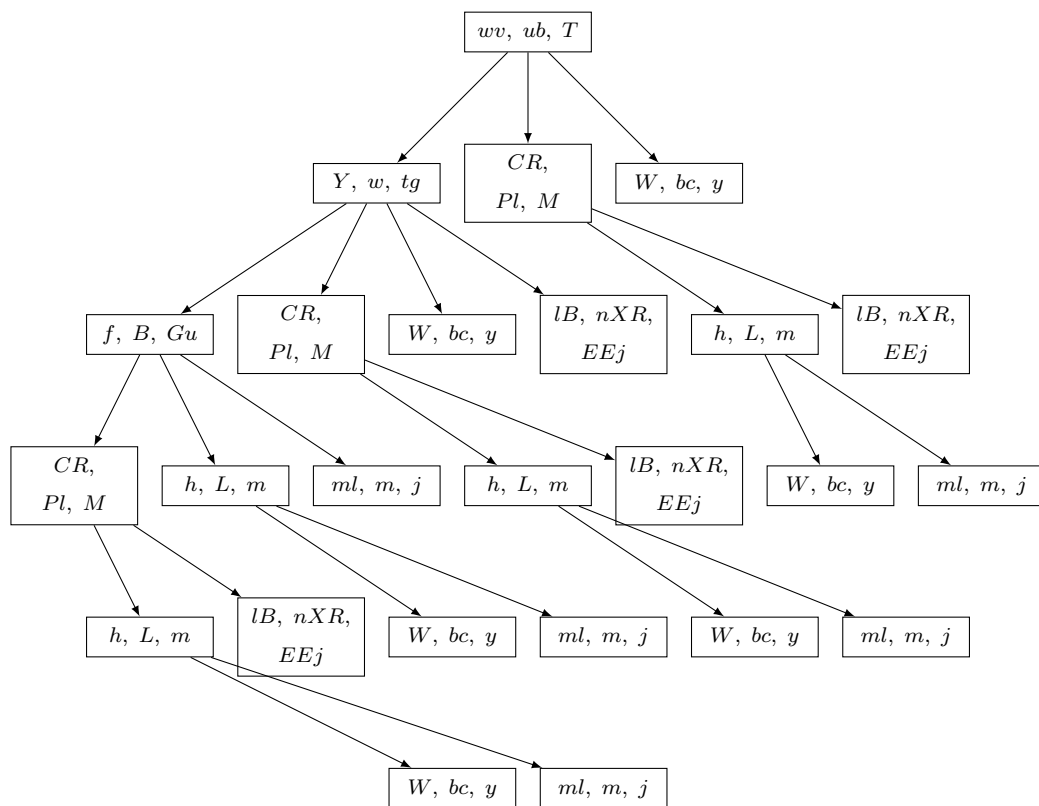 wv, ub, T
Y, w, tg
CR,
Pl, M
W, bc, y
f, B, Gu
CR,
Pl, M
W, bc, y
lB, nXR,
EEj
h, L, m
lB, nXR,
EEj
CR,
Pl, M
h, L, m
ml, m, j
h, L, m
lB, nXR,
EEj
W, bc, y
ml, m, j
h, L, m
lB, nXR,
EEj
W, bc, y
ml, m, j
W, bc, y
ml, m, j
W, bc, y
ml, m, j